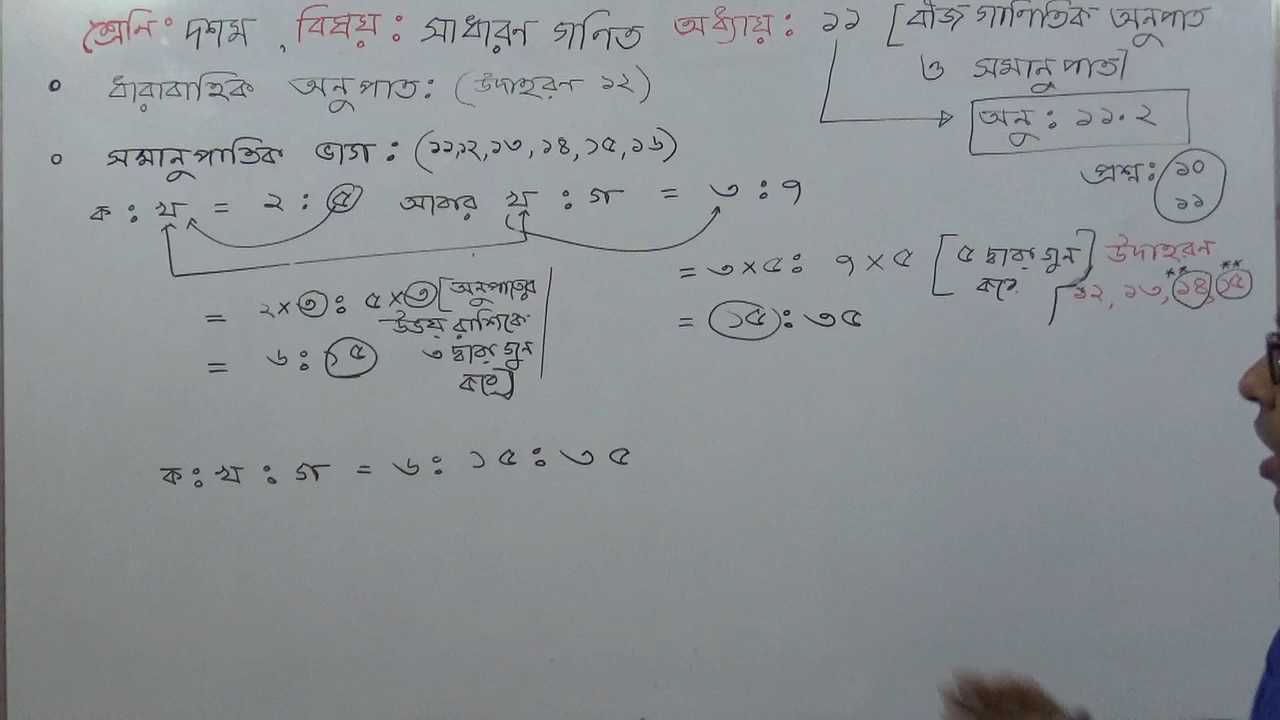 শ্রেনিঃ দশম , বিষয়ঃ সাধারন গনিত অধ্যায়ঃ ১১ [বীজ গানিতিক অনুপাত
ও সমানুপাত]
অনুঃ ১১.২
প্রশ্নঃ ১০
১১
০ ধারাবাহিক অনুপাতঃ (উদাহরন ১২)
০ সমানুপাতিক ভাগঃ (১১,১২,১৩,১৪,১৫,১৬)
কঃখ = ২ঃ৫ আবার খঃগ = ৩ঃ৭
= ২×৩ঃ ৫×৩ [অনুপাতের
উভয় রাশিকে
৩ দ্বারা গুন
করে]
= ৬ঃ১৫
= ৩×৫ঃ ৭×৫ [৫ দ্বারা গুন
করে]
= ১৫ঃ৩৫
উদাহরন
১২, ১৩, **১৪, **১৫
কঃখঃগ = ৬ঃ ১৫ঃ৩৫